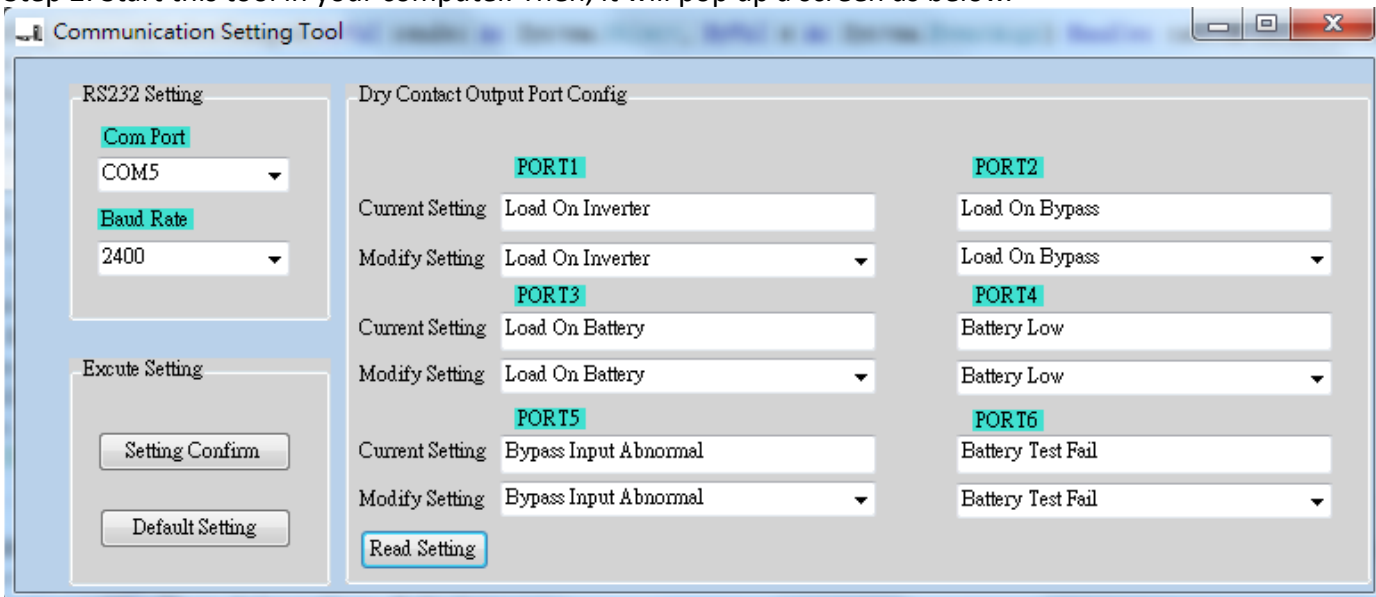 Communication Setting Tool
RS232 Setting
Com Port
COM5
Baud Rate
2400
Excute Setting
Setting Confirm
Default Setting
Dry Contact Output Port Config
PORT1 PORT2
Current Setting Load On Inverter Load On Bypass
Modify Setting Load On Inverter Load On Bypass
PORT3 PORT4
Current Setting Load On Battery Battery Low
Modify Setting Load On Battery Battery Low
PORT5 PORT6
Current Setting Bypass Input Abnormal Battery Test Fail
Modify Setting Bypass Input Abnormal Battery Test Fail
Read Setting